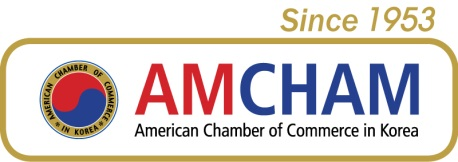 Since 1953
AMERICAN CHAMBER OF COMMERCE
IN KOREA
AMCHAM
American Chamber of Commerce in Korea